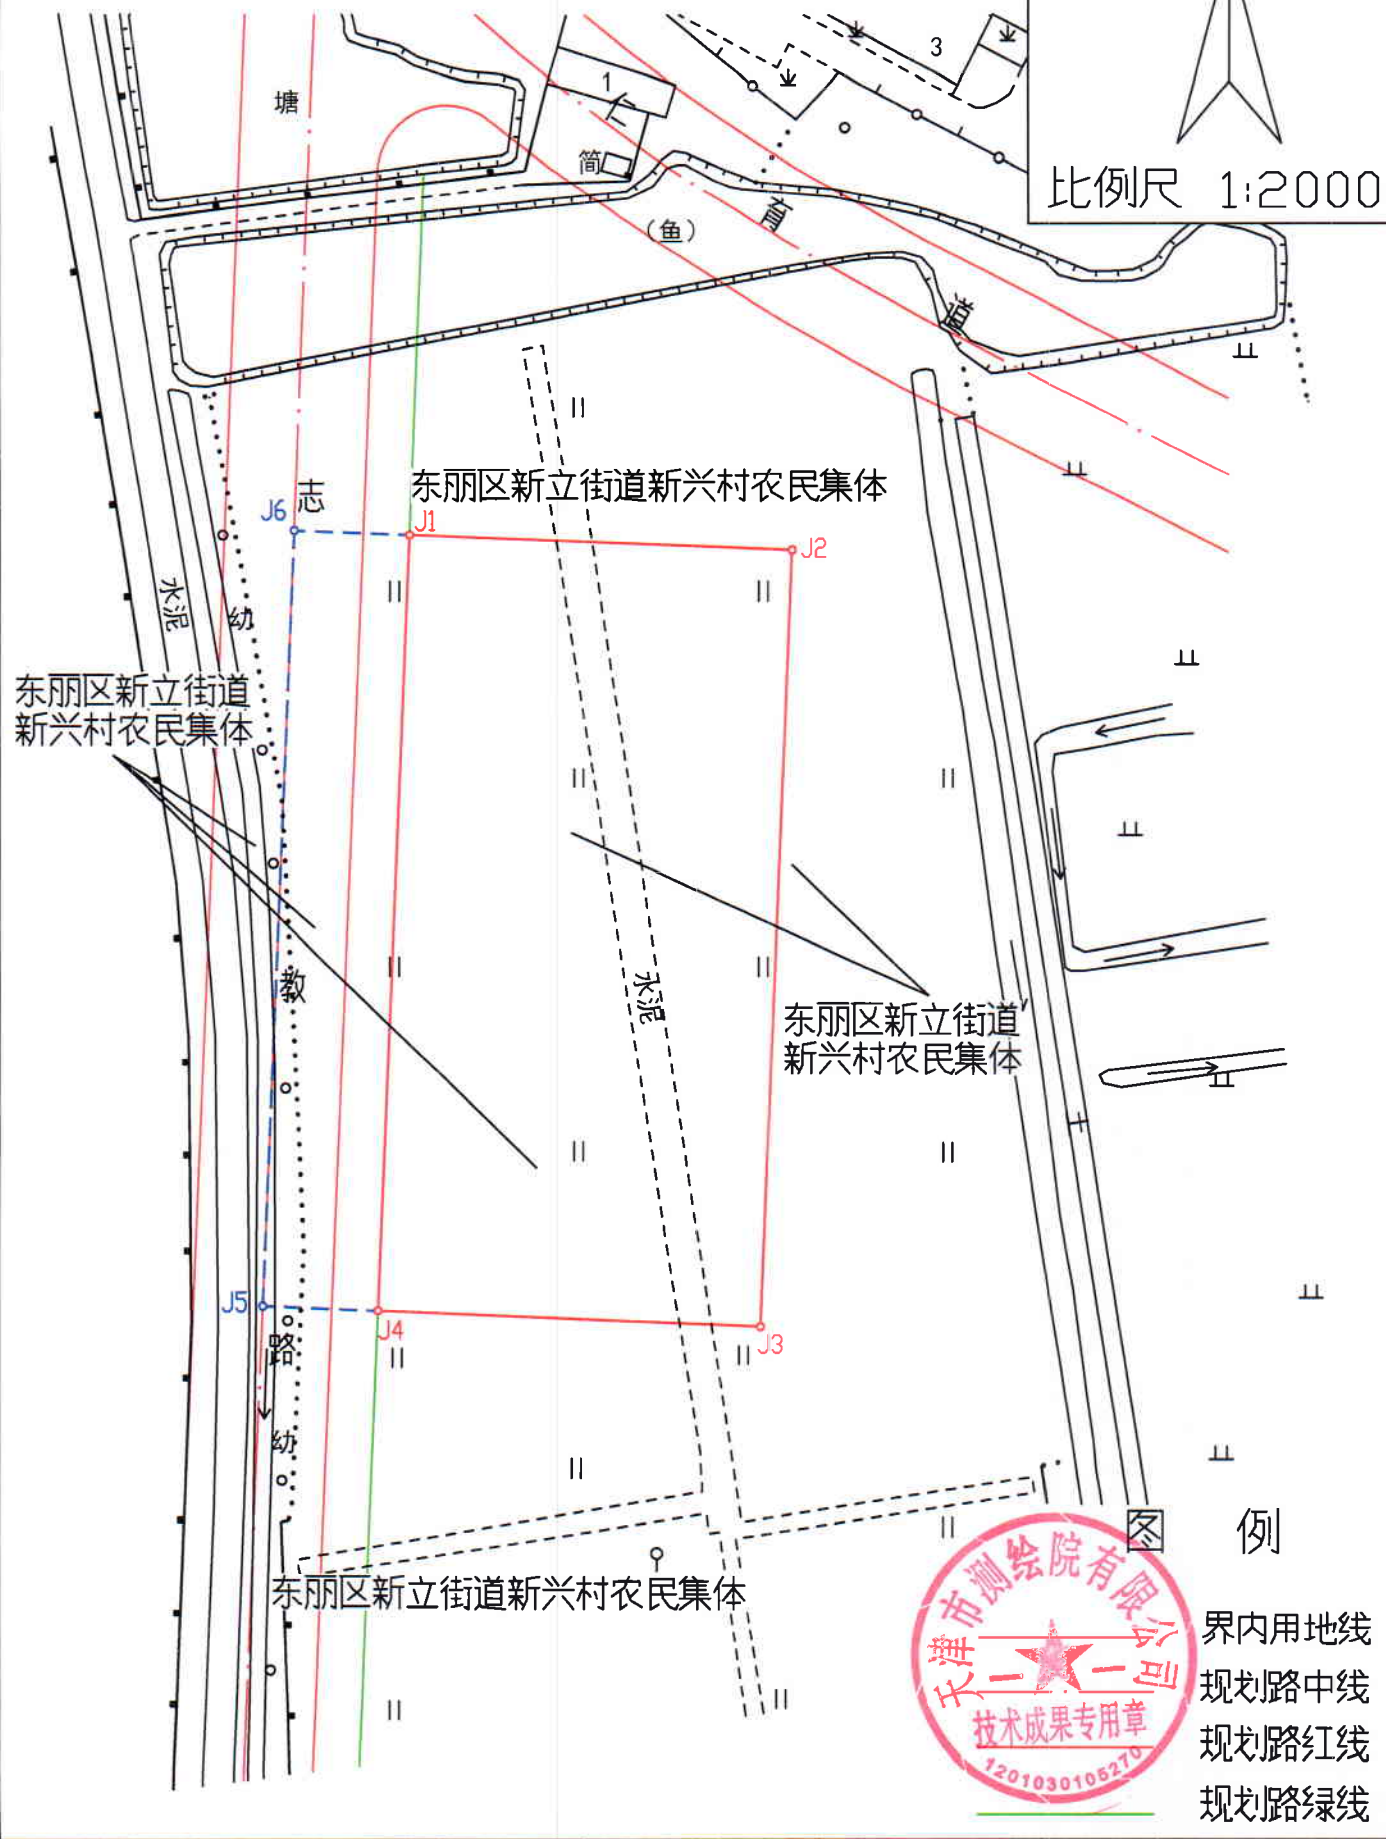 塘
1
仁
简
3
比例尺 1:2000
（鱼）
育
道
东丽区新立街道新兴村农民集体
志
J6
J1
J2
水泥
幼
东丽区新立街道
新兴村农民集体
教
水泥
东丽区新立街道
新兴村农民集体
J5
J4
J3
路
幼
东丽区新立街道新兴村农民集体
图 例
天津市测绘院有限公司
技术成果专用章
1201030105270
界内用地线
规划路中线
规划路红线
规划路绿线